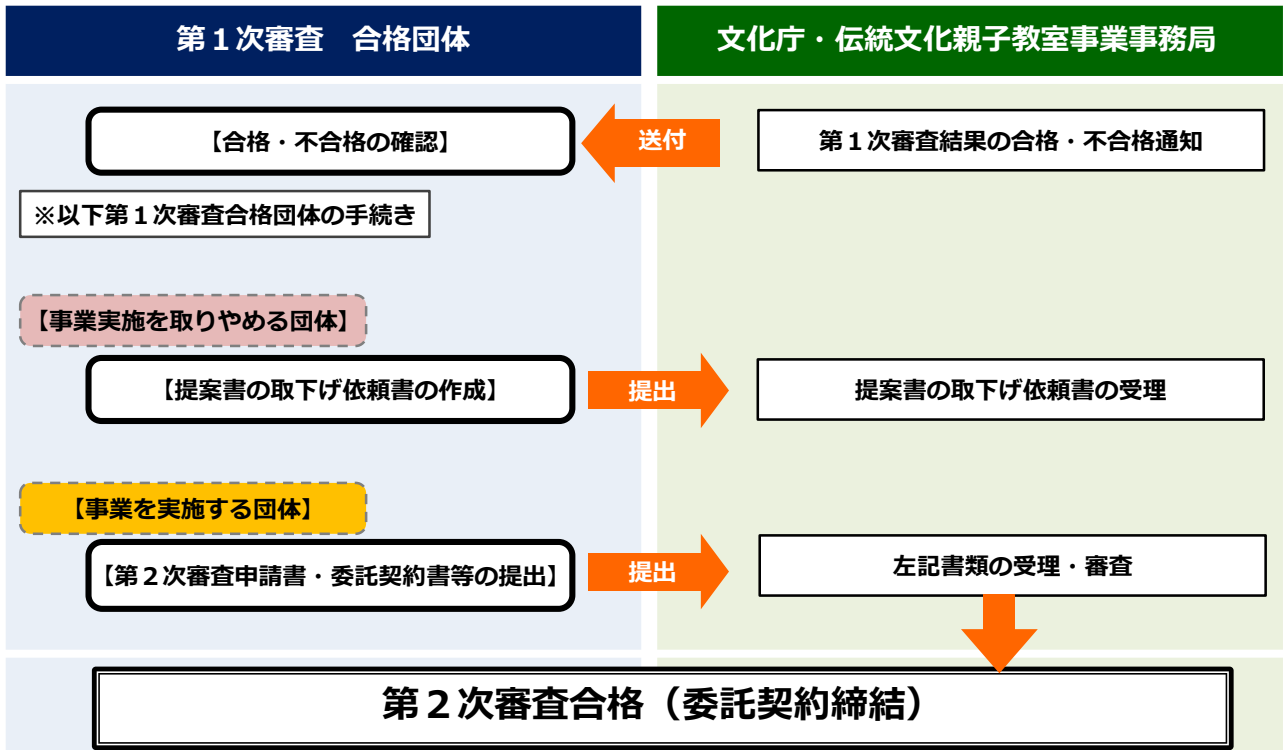 第１次審査　合格団体
文化庁・伝統文化親子教室事業事務局
【合格・不合格の確認】
送付
第１次審査結果の合格・不合格通知
※以下第１次審査合格団体の手続き
【事業実施を取りやめる団体】
【提案書の取下げ依頼書の作成】
提出
提案書の取下げ依頼書の受理
【事業を実施する団体】
【第２次審査申請書・委託契約書等の提出】
提出
左記書類の受理・審査
第２次審査合格（委託契約締結）